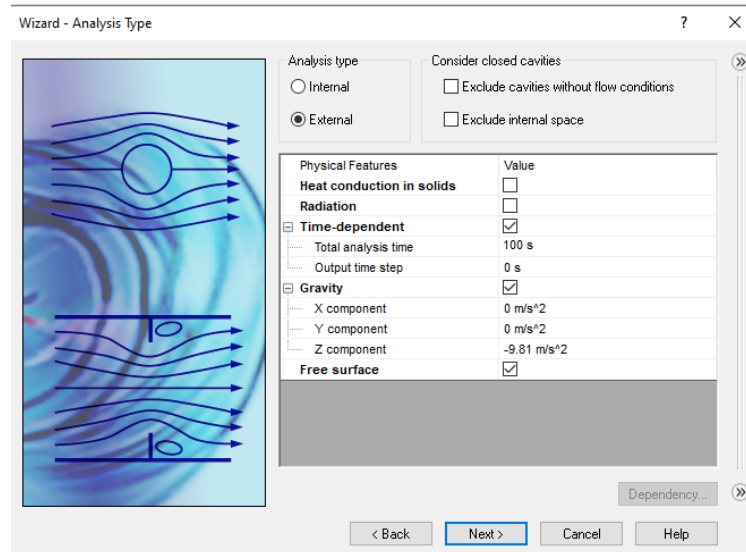 Wizard - Analysis Type ? ×
Analysis type Consider closed cavities
Internal Exclude cavities without flow conditions
External Exclude internal space
Physical Features Value
Heat conduction in solids
Radiation
Time-dependent
Total analysis time 100 s
Output time step 0 s
Gravity
X component 0 m/s^2
Y component 0 m/s^2
Z component -9.81 m/s^2
Free surface
Dependency...
< Back Next > Cancel Help